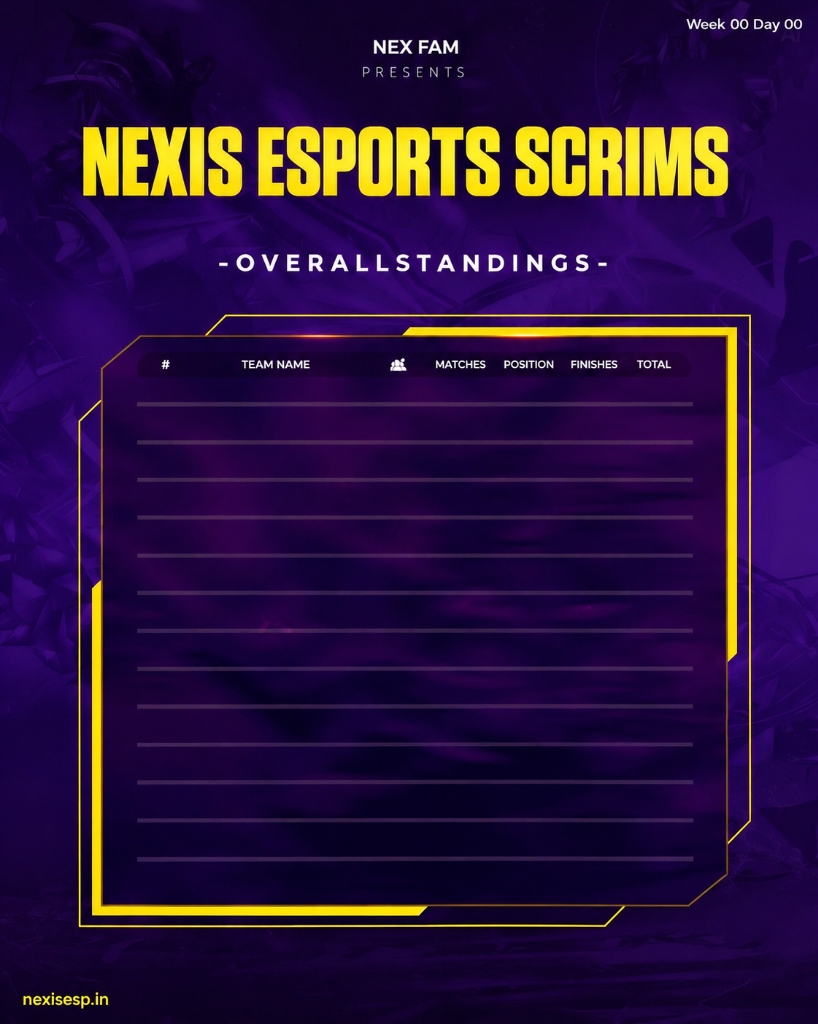 Week 00 Day 00
NEX FAM
PRESENTS
NEXIS ESPORTS SCRIMS
-OVERALLSTANDINGS-
# TEAM NAME MATCHES POSITION FINISHES TOTAL
nexisesp.in